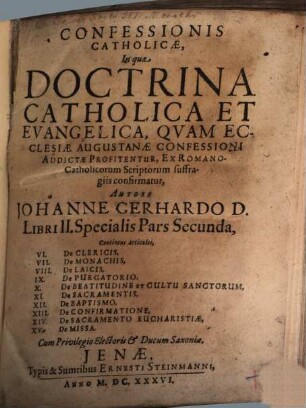 CONFESSIONIS
CATHOLICÆ,
In qua
DOCTRINA
CATHOLICA ET
EVANGELICA, QVAM EC-
CLESIÆ AUGUSTANÆ CONFESSIONI
ADDICTÆ PROFITENTUR, EX ROMANO-
Catholicorum Scriptorum suffra-
giis confirmatur,
AUTORE
JOHANNE GERHARDO D.
LIBRI II. Specialis Pars Secunda,
Continens articulos,
VI. DE CLERICIS.
VII. DE MONACHIS,
VIII. DE LAICIS.
IX. DE PURGATORIO.
X. DE BEATITUDINE et CULTU SANCTORUM,
XI. DE SACRAMENTIS,
XII. DE BAPTISMO,
XIII. DE CONFIRMATIONE,
XIV. DE SACRAMENTO EUCHARISTIÆ,
XV. DE MISSA.
Cum Privilegio Electoris & Ducum Saxoniæ.
JENÆ,
Typis & Sumtibus ERNESTI STEINMANNI,
ANNO M. DC. XXXVI.